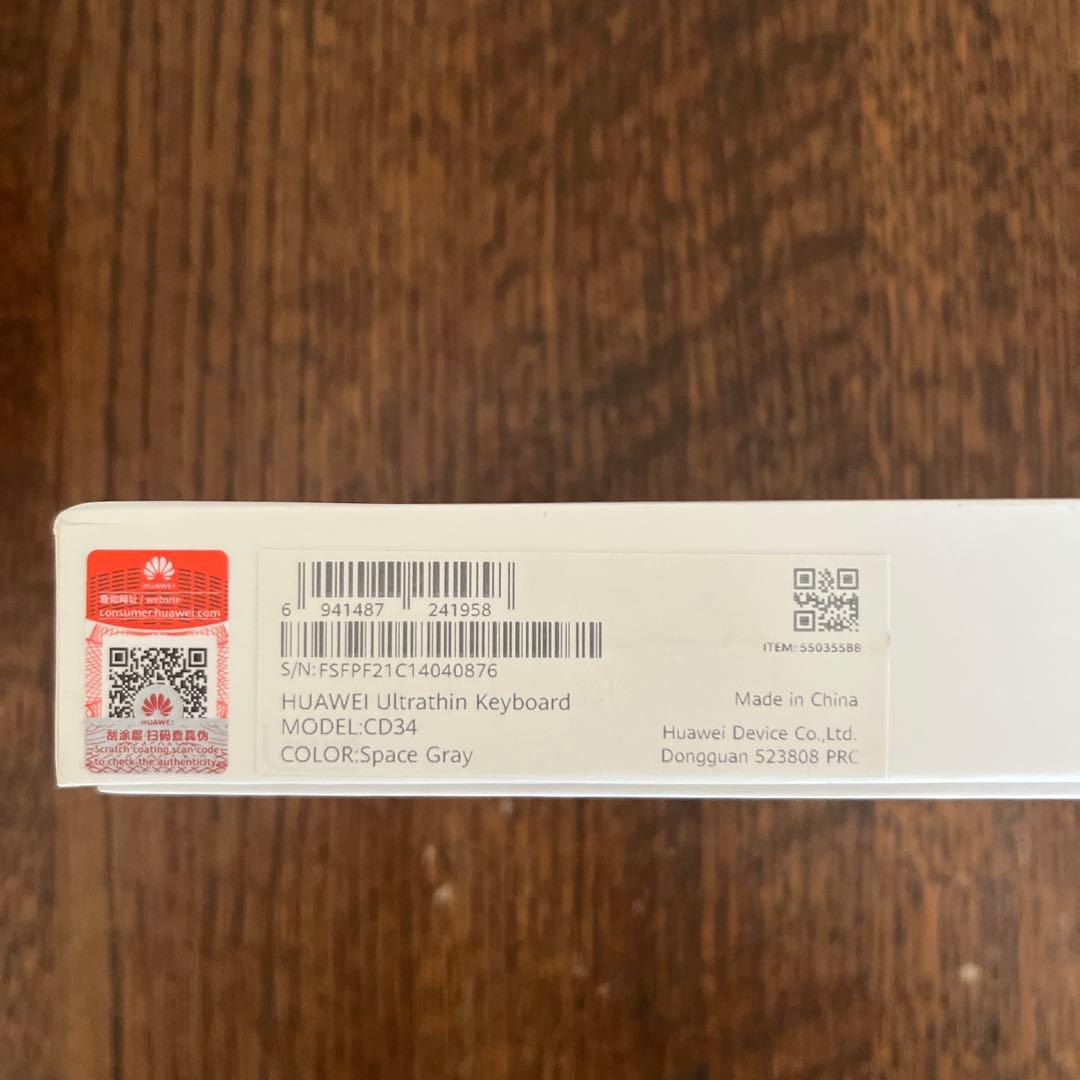 HUAWEI
查询网址 / website
consumer.huawei.com
HUAWEI
刮涂层 扫码查真伪
Scratch coating,scan code
to check the authenticity
6 941487 241958
S/N:FSFPF21C14040876
HUAWEI Ultrathin Keyboard
MODEL:CD34
COLOR:Space Gray
ITEM: 55035588
Made in China
Huawei Device Co.,Ltd.
Dongguan 523808 PRC